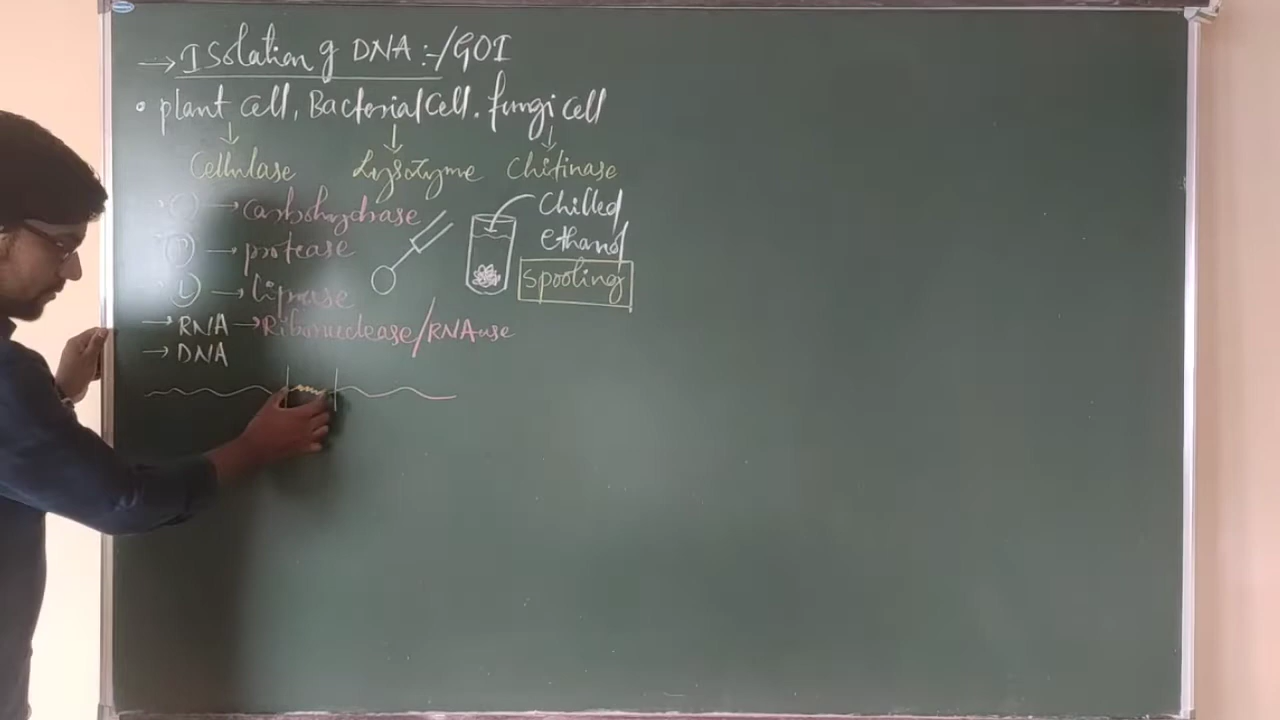 → Isolation of DNA :-/GOI
• plant cell, Bacterial cell. fungi cell
Cellulase Lysozyme Chitinase
→ carbohydrase
P → protease
L → Lipease
→ RNA → Ribonuclease/RNAase
→ DNA
Chilled
ethanol
Spooling